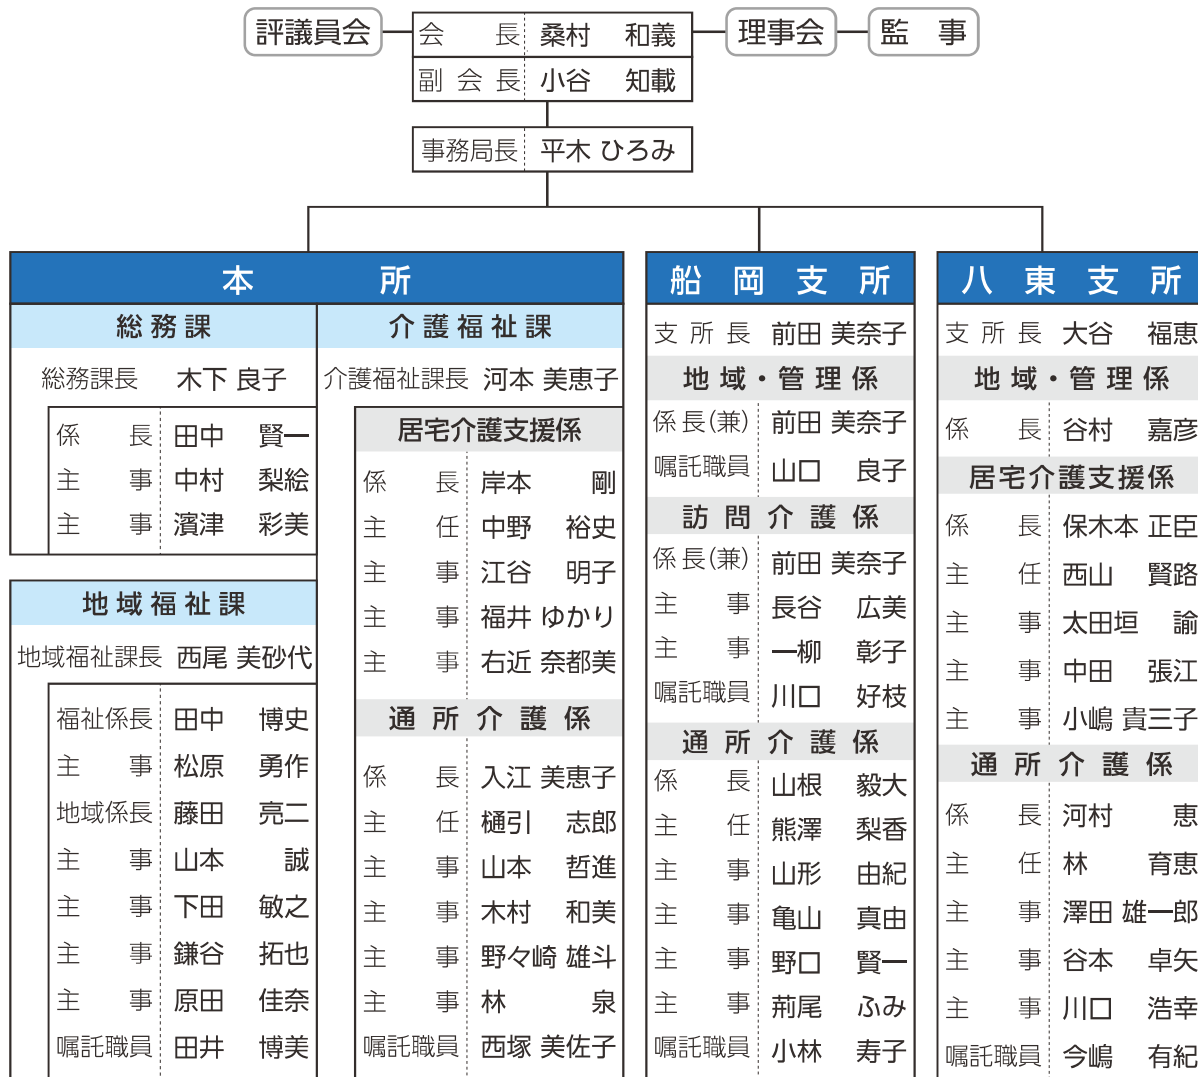 評議員会
会長 桑村 和義
理事会
監事
副会長 小谷 知載
事務局長 平木 ひろみ
本所
総務課
総務課長 木下 良子
係長 田中 賢一
主事 中村 梨絵
主事 濱津 彩美
地域福祉課
地域福祉課長 西尾 美砂代
福祉係長 田中 博史
主事 松原 勇作
地域係長 藤田 亮二
主事 山本 誠
主事 下田 敏之
主事 鎌谷 拓也
主事 原田 佳奈
嘱託職員 田井 博美
介護福祉課
介護福祉課長 河本 美恵子
居宅介護支援係
係長 岸本 剛
主任 中野 裕史
主事 江谷 明子
主事 福井 ゆかり
主事 右近 奈都美
通所介護係
係長 入江 美恵子
主任 樋引 志郎
主事 山本 哲進
主事 木村 和美
主事 野々崎 雄斗
主事 林 泉
嘱託職員 西塚 美佐子
船岡支所
支所長 前田 美奈子
地域・管理係
係長(兼) 前田 美奈子
嘱託職員 山口 良子
訪問介護係
係長(兼) 前田 美奈子
主事 長谷 広美
主事 一柳 彰子
嘱託職員 川口 好枝
通所介護係
係長 山根 毅大
主任 熊澤 梨香
主事 山形 由紀
主事 亀山 真由
主事 野口 賢一
主事 荊尾 ふみ
嘱託職員 小林 寿子
八東支所
支所長 大谷 福恵
地域・管理係
係長 谷村 嘉彦
居宅介護支援係
係長 保木本 正臣
主任 西山 賢路
主事 太田垣 諭
主事 中田 張江
主事 小嶋 貴三子
通所介護係
係長 河村 恵
主任 林 育恵
主事 澤田 雄一郎
主事 谷本 卓矢
主事 川口 浩幸
嘱託職員 今嶋 有紀